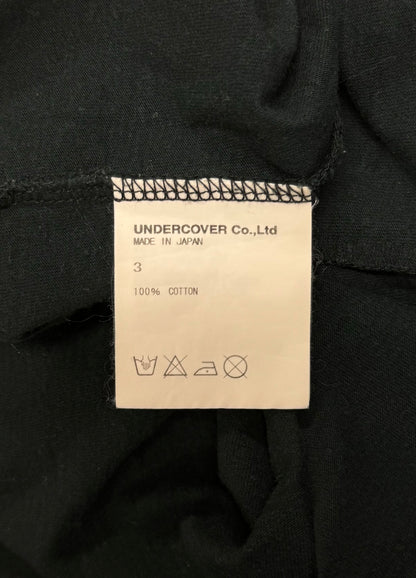 UNDERCOVER Co.,Ltd
MADE IN JAPAN
3
100% COTTON